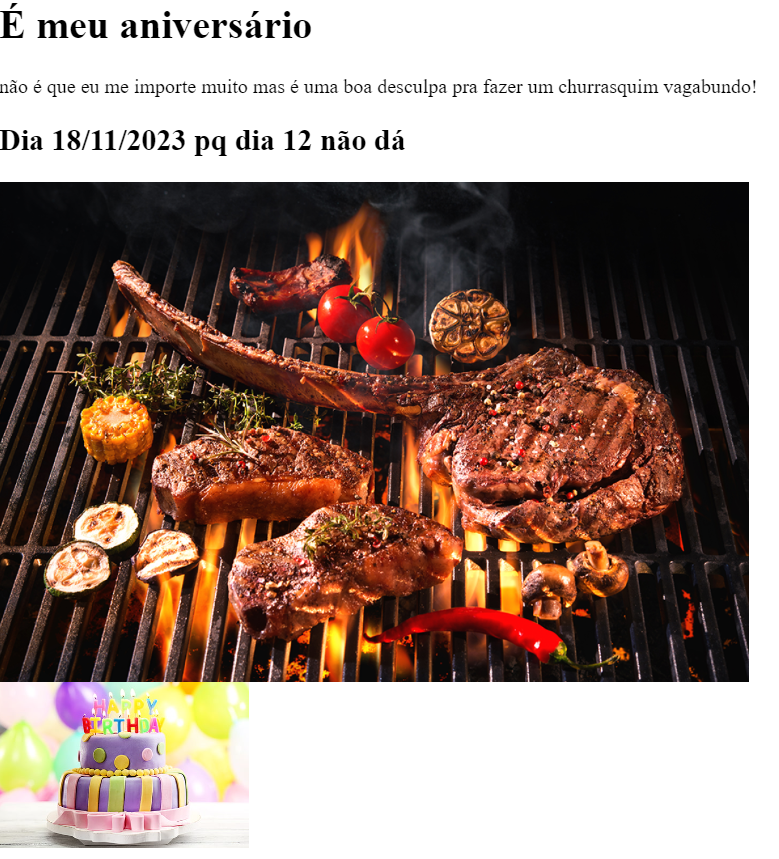 É meu aniversário
não é que eu me importe muito mas é uma boa desculpa pra fazer um churrasquim vagabundo!
Dia 18/11/2023 pq dia 12 não dá
HAPPY
BIRTHDAY